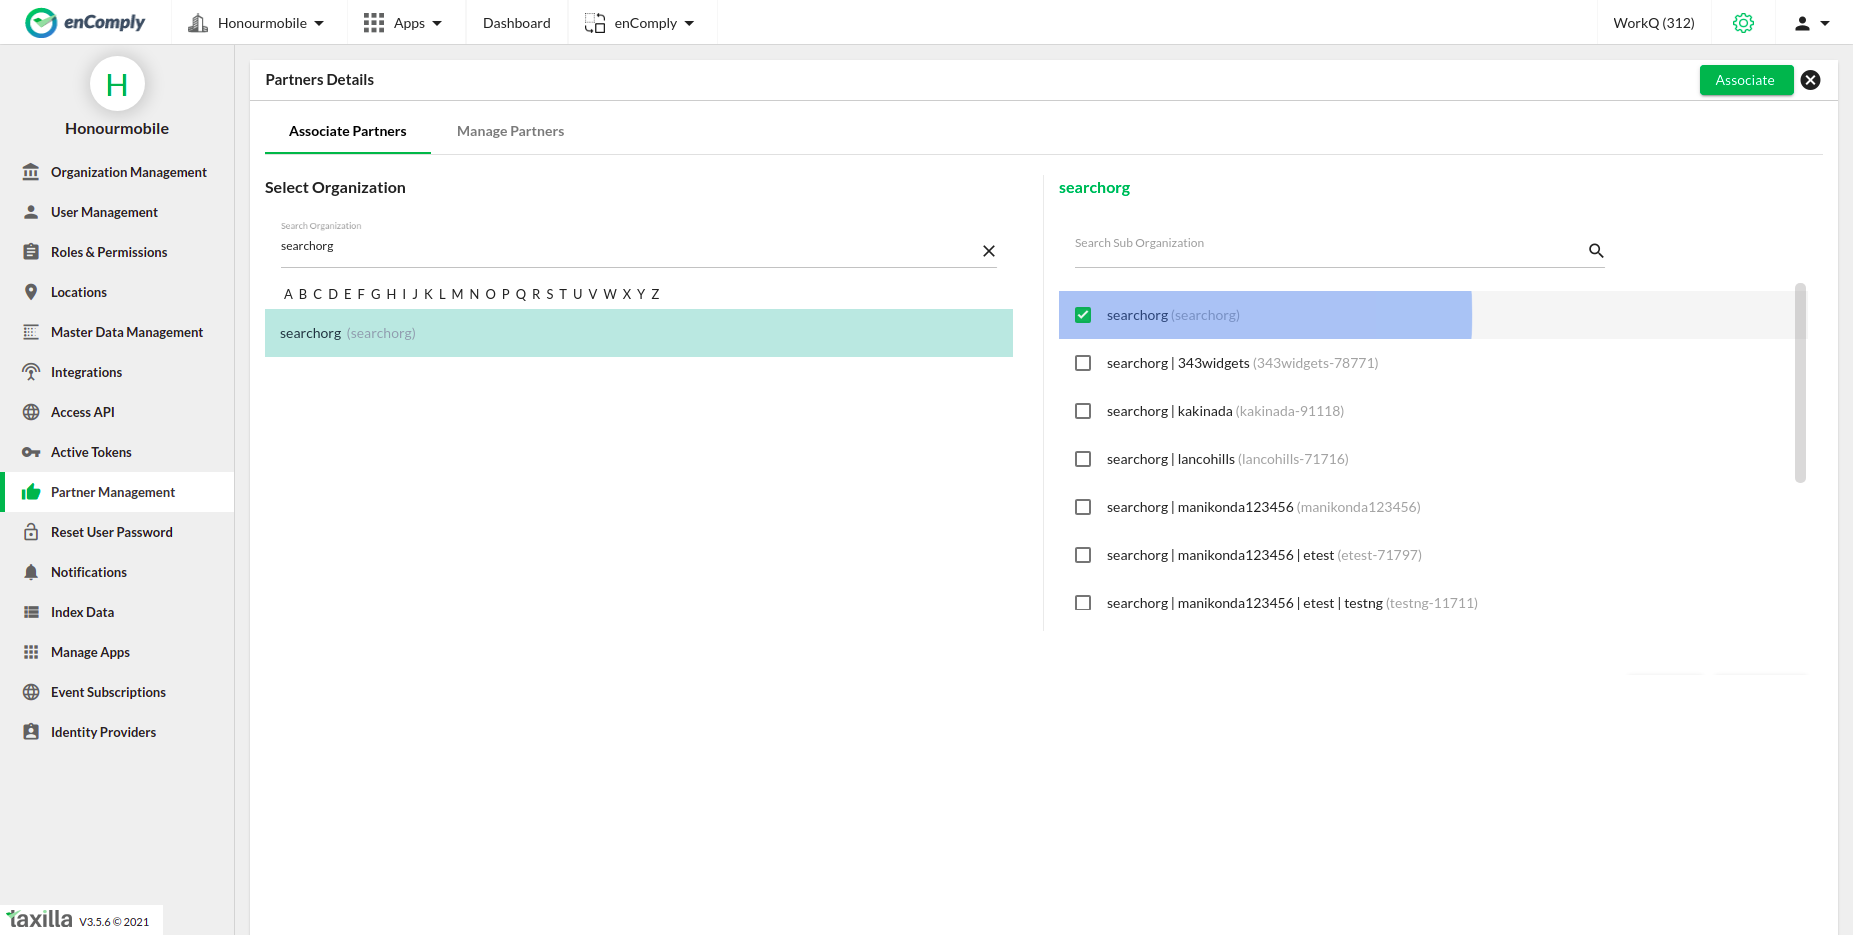 enComply Honourmobile Apps Dashboard enComply WorkQ (312)
H
Honourmobile
Organization Management
User Management
Roles & Permissions
Locations
Master Data Management
Integrations
Access API
Active Tokens
Partner Management
Reset User Password
Notifications
Index Data
Manage Apps
Event Subscriptions
Identity Providers
taxilla V3.5.6 © 2021
Partners Details Associate
Associate Partners Manage Partners
Select Organization
Search Organization
searchorg
A B C D E F G H I J K L M N O P Q R S T U V W X Y Z
searchorg (searchorg)
searchorg
Search Sub Organization
searchorg (searchorg)
searchorg | 343widgets (343widgets-78771)
searchorg | kakinada (kakinada-91118)
searchorg | lancohills (lancohills-71716)
searchorg | manikonda123456 (manikonda123456)
searchorg | manikonda123456 | etest (etest-71797)
searchorg | manikonda123456 | etest | testng (testng-11711)